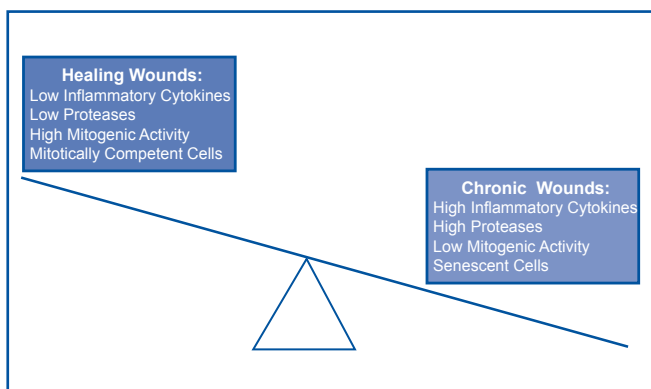 Healing Wounds:
Low Inflammatory Cytokines
Low Proteases
High Mitogenic Activity
Mitotically Competent Cells
Chronic Wounds:
High Inflammatory Cytokines
High Proteases
Low Mitogenic Activity
Senescent Cells